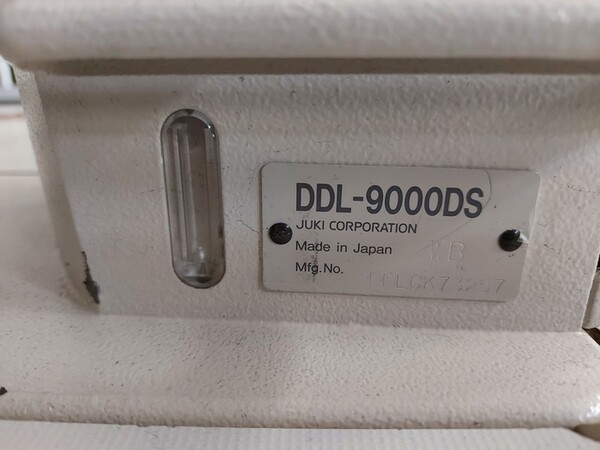 DDL-9000DS
JUKI CORPORATION
Made in Japan
Mfg.No.